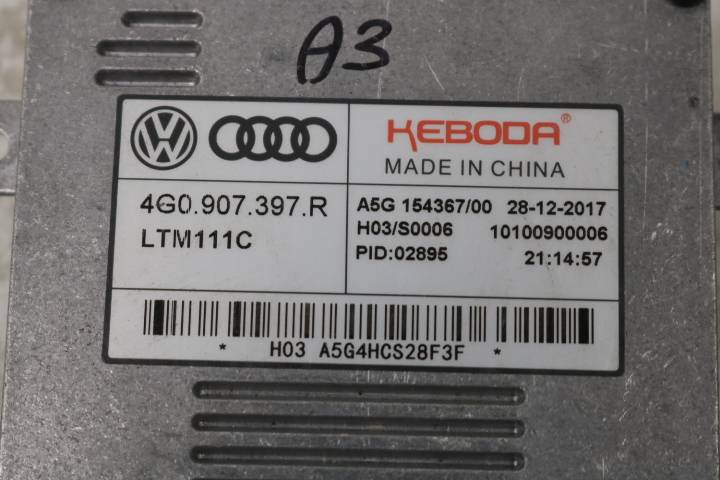 A3
KEBODA®
MADE IN CHINA
4G0.907.397.R
LTM111C
A5G 154367/00 28-12-2017
H03/S0006 10100900006
PID:02895 21:14:57
* H03 A5G4HCS28F3F *